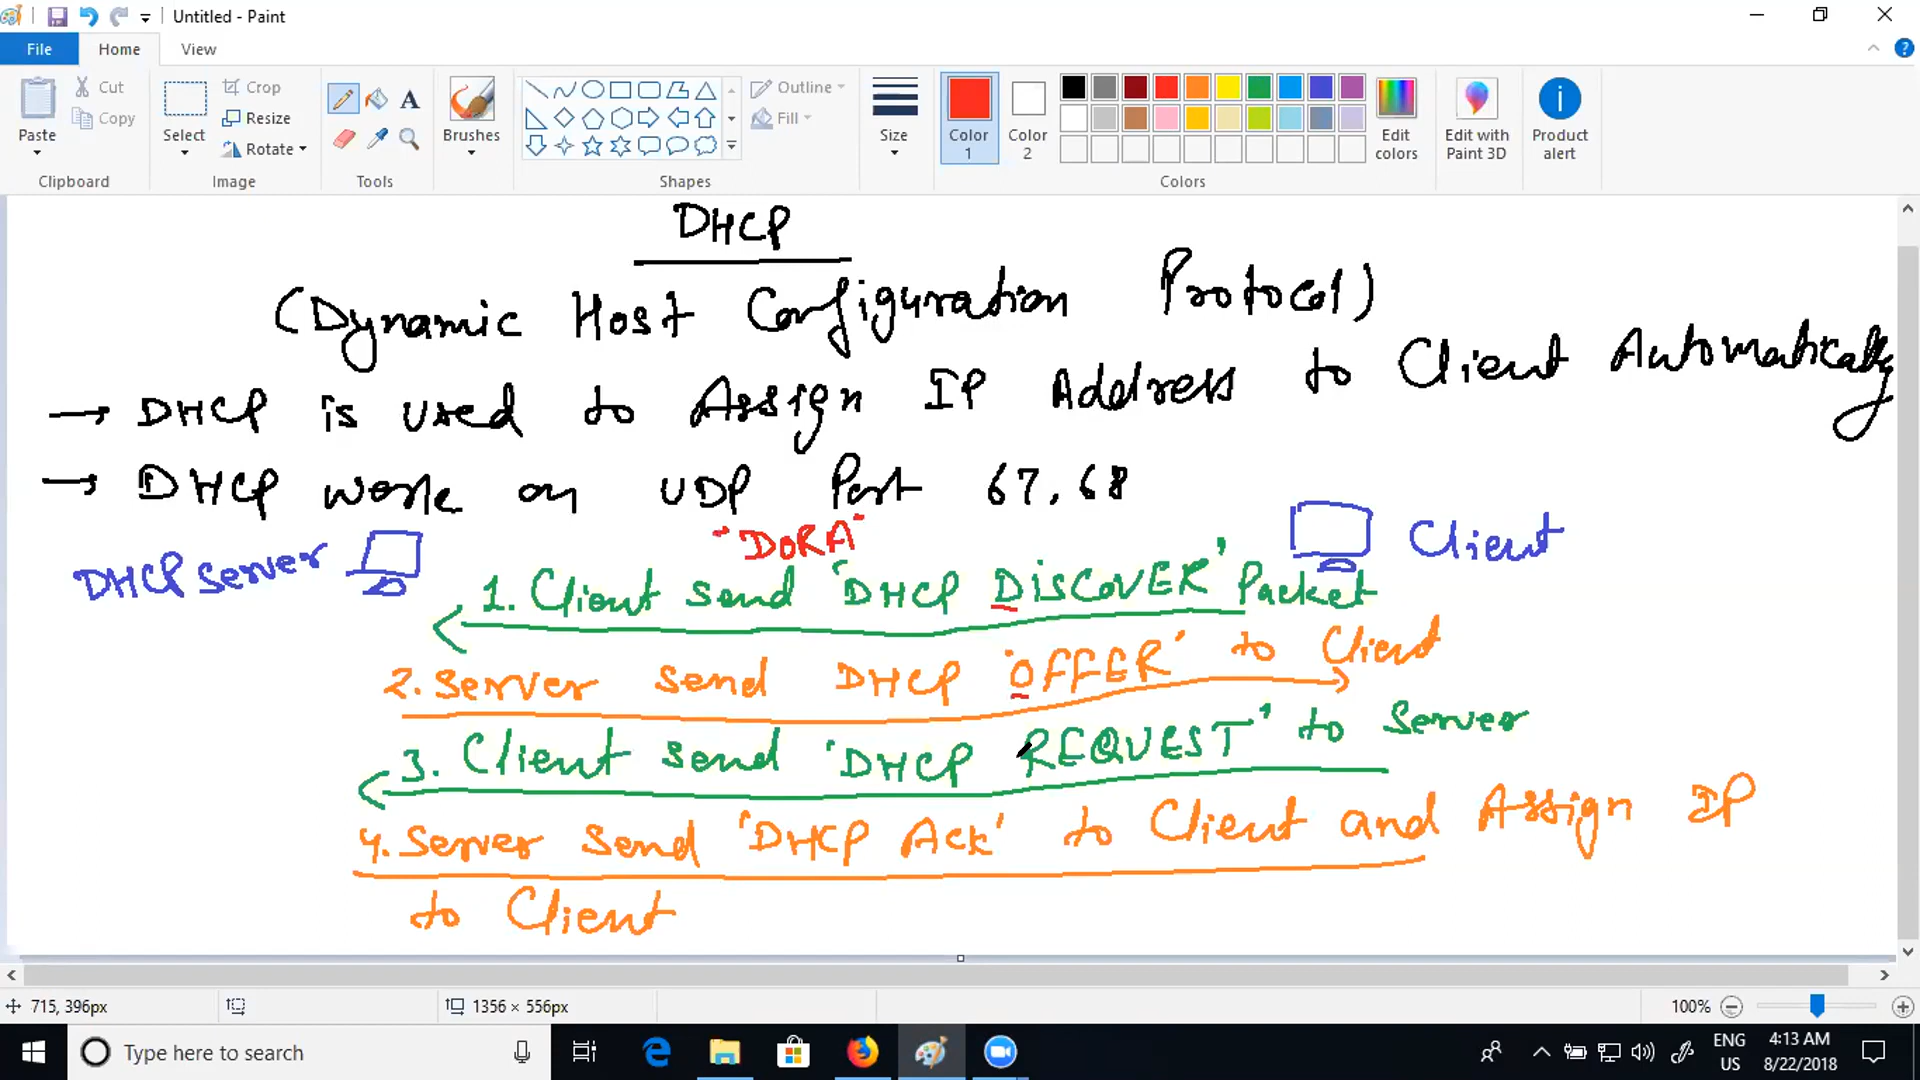 Untitled - Paint
File Home View
Paste
Cut
Copy
Clipboard
Select
Crop
Resize
Rotate
Image
Tools
Brushes
Shapes
Outline
Fill
Size
Color 1
Color 2
Colors
Edit colors
Edit with Paint 3D
Product alert
DHCP
(Dynamic Host Configuration Protocol)
→ DHCP is used to Assign IP Address to Client Automatically
→ DHCP work on UDP Port 67, 68
"DORA"
DHCP Server
Client
1. Client send 'DHCP DISCOVER' Packet
2. Server send DHCP 'OFFER' to Client
3. Client send 'DHCP REQUEST' to Server
4. Server send 'DHCP Ack' to Client and Assign IP
to Client
715, 396px
1356 × 556px
100%
Type here to search
ENG
US
4:13 AM
8/22/2018